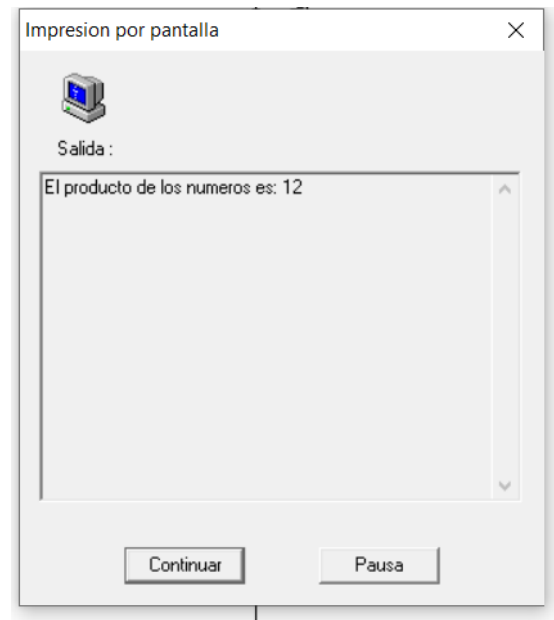 Impresion por pantalla
Salida :
El producto de los numeros es: 12
Continuar
Pausa